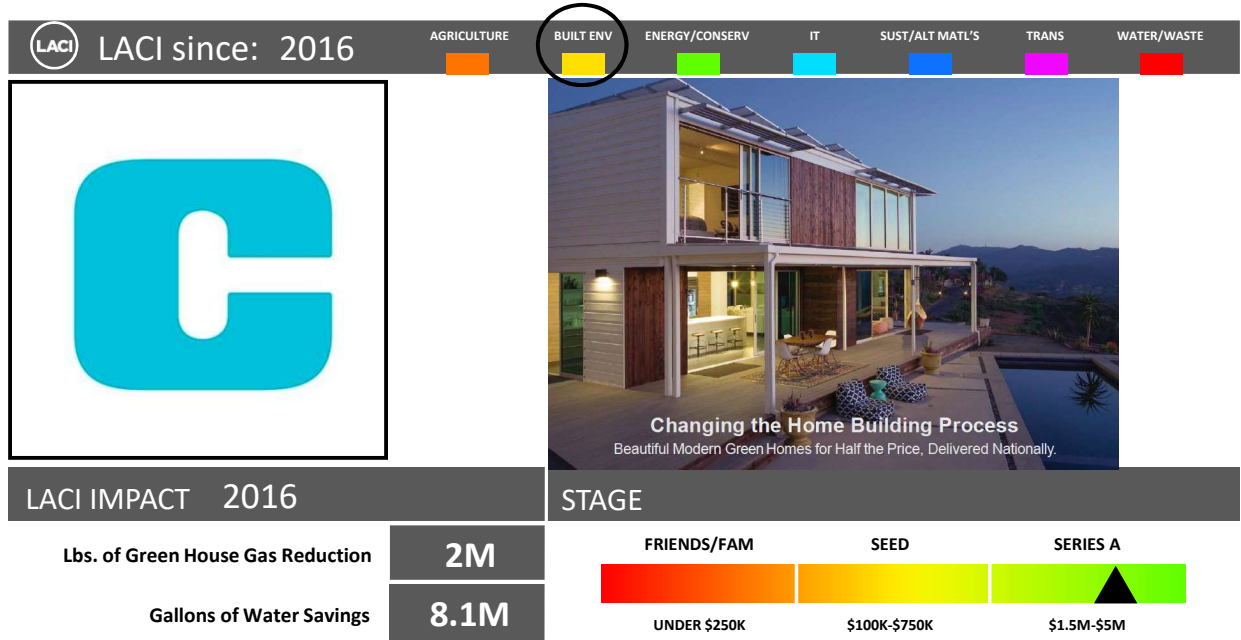 LACI
LACI since: 2016
AGRICULTURE
BUILT ENV
ENERGY/CONSERV
IT
SUST/ALT MATL'S
TRANS
WATER/WASTE
C
Changing the Home Building Process
Beautiful Modern Green Homes for Half the Price, Delivered Nationally.
LACI IMPACT 2016
Lbs. of Green House Gas Reduction 2M
Gallons of Water Savings 8.1M
STAGE
FRIENDS/FAM SEED SERIES A
UNDER $250K $100K-$750K $1.5M-$5M